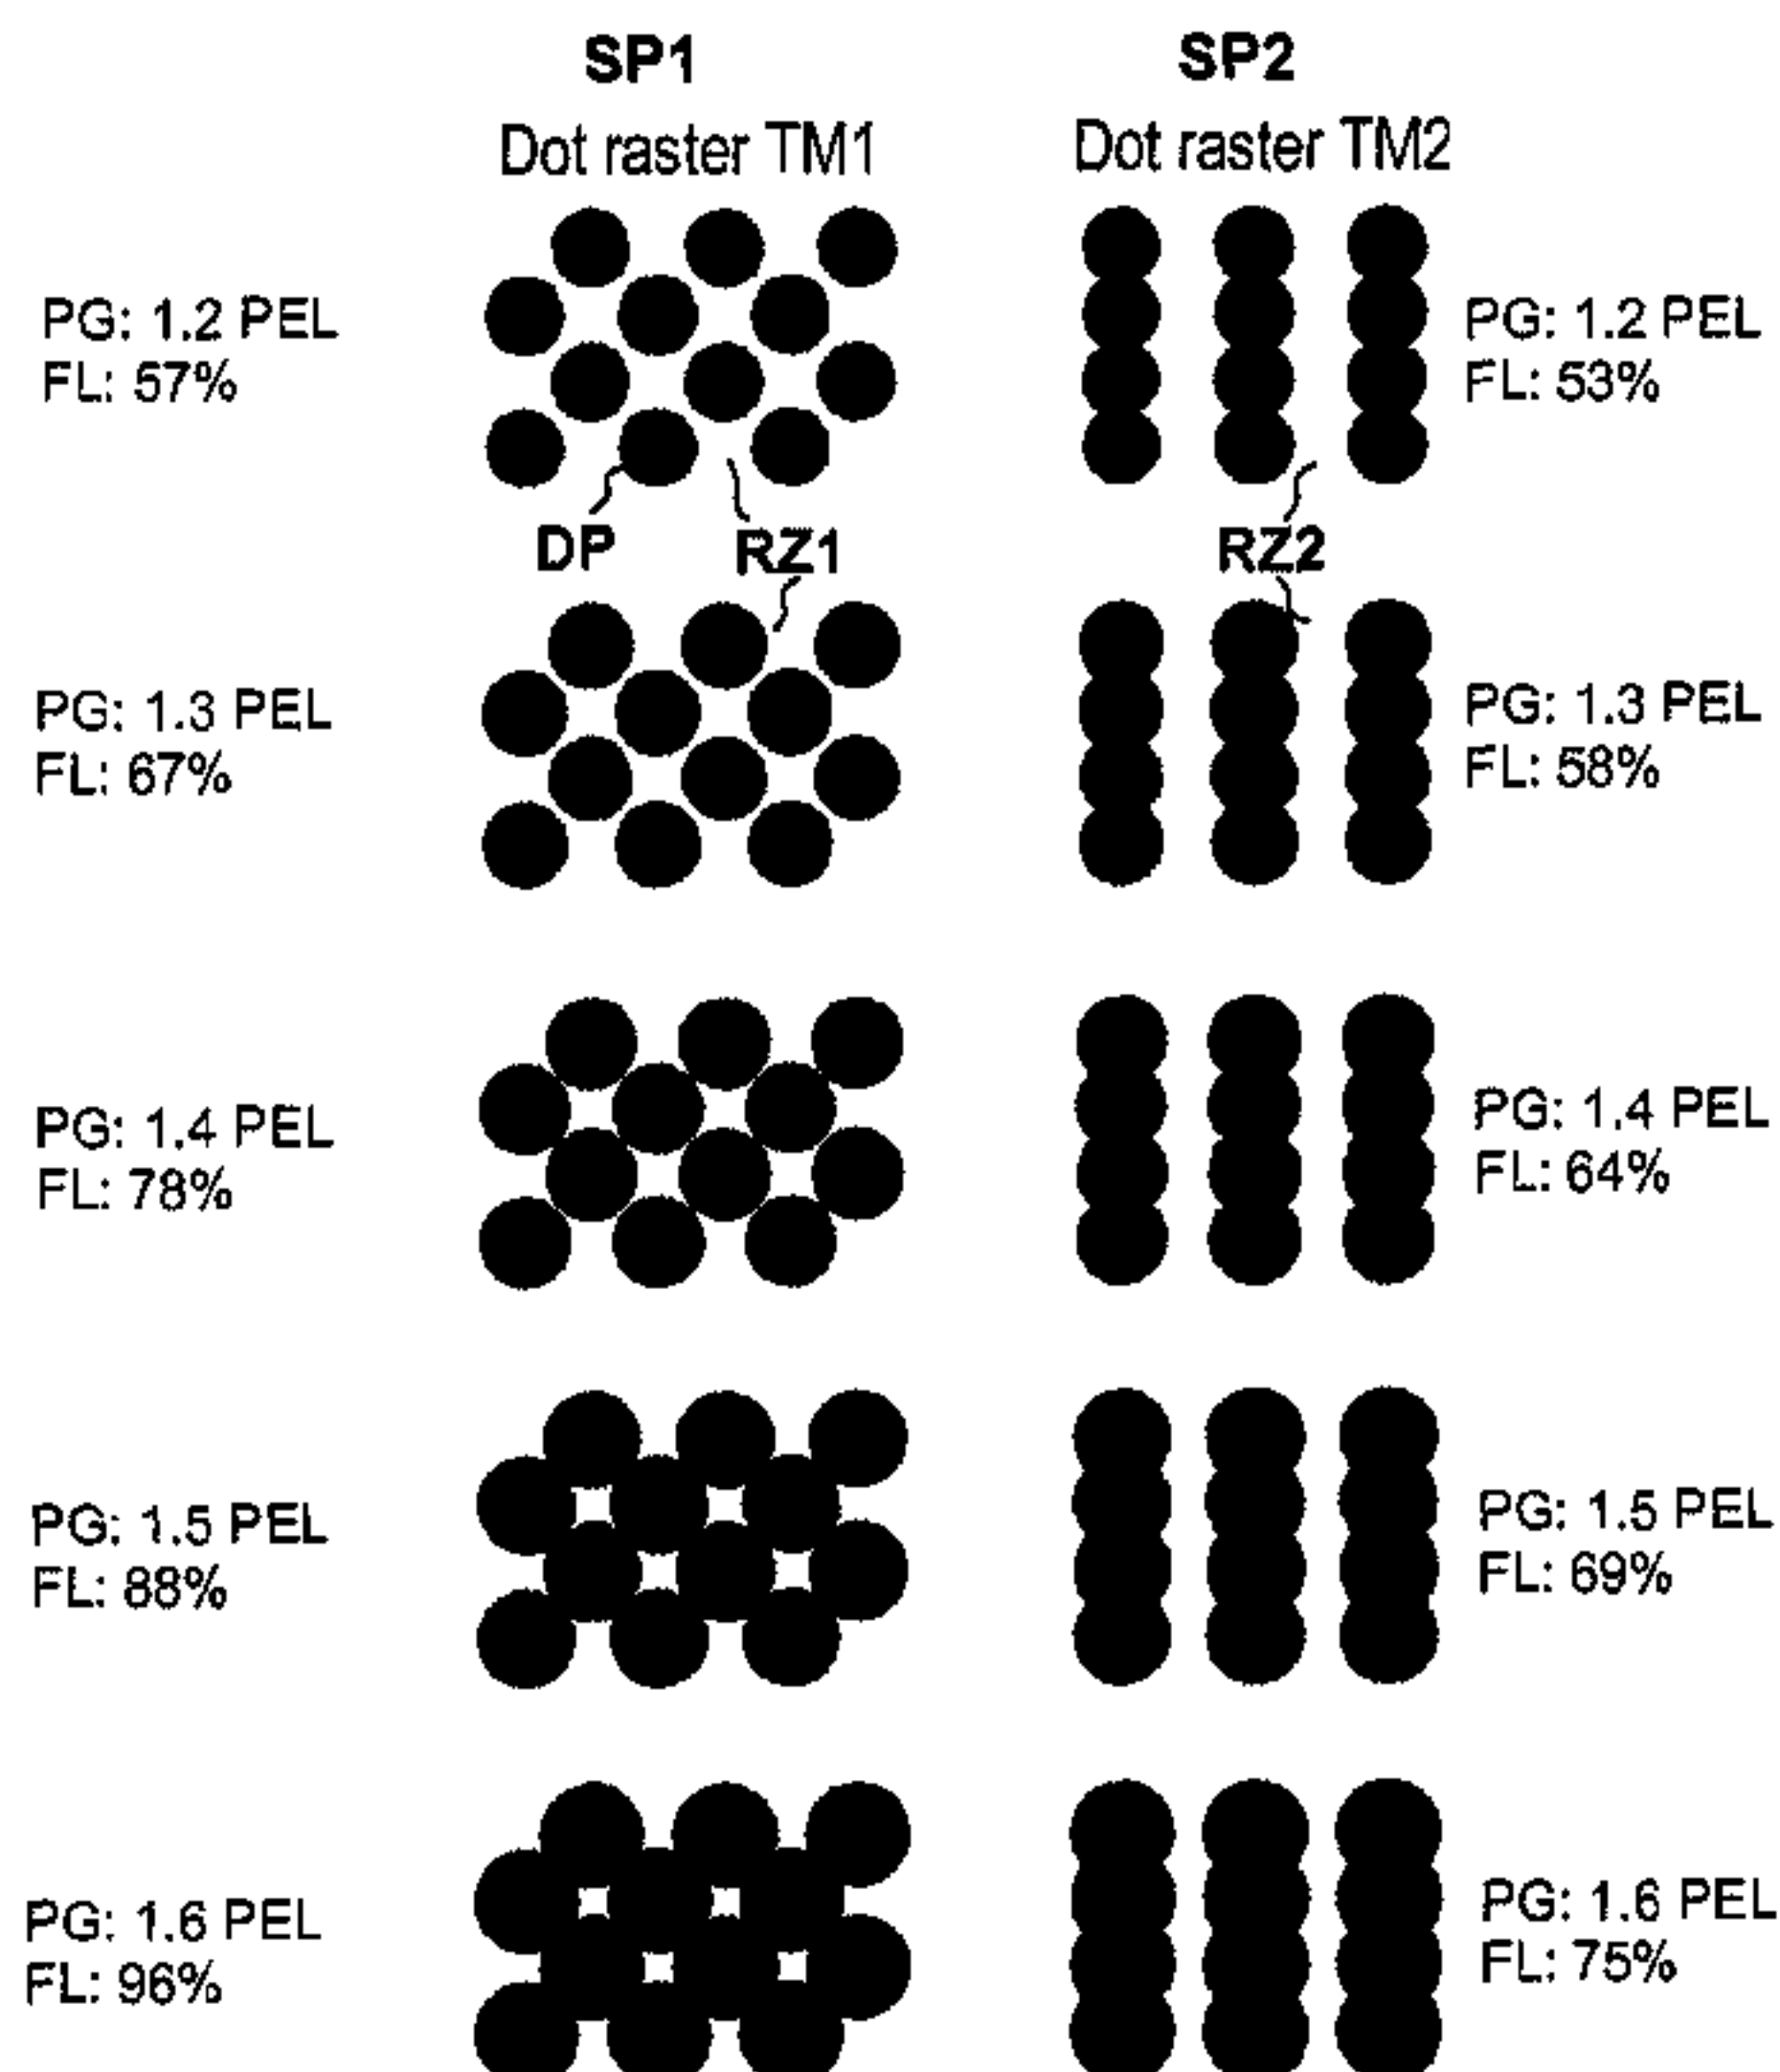 SP1
Dot raster TM1
SP2
Dot raster TM2
PG: 1.2 PEL
FL: 57%
PG: 1.2 PEL
FL: 53%
DP
RZ1
RZ2
PG: 1.3 PEL
FL: 67%
PG: 1.3 PEL
FL: 58%
PG: 1.4 PEL
FL: 78%
PG: 1.4 PEL
FL: 64%
PG: 1.5 PEL
FL: 88%
PG: 1.5 PEL
FL: 69%
PG: 1.6 PEL
FL: 96%
PG: 1.6 PEL
FL: 75%